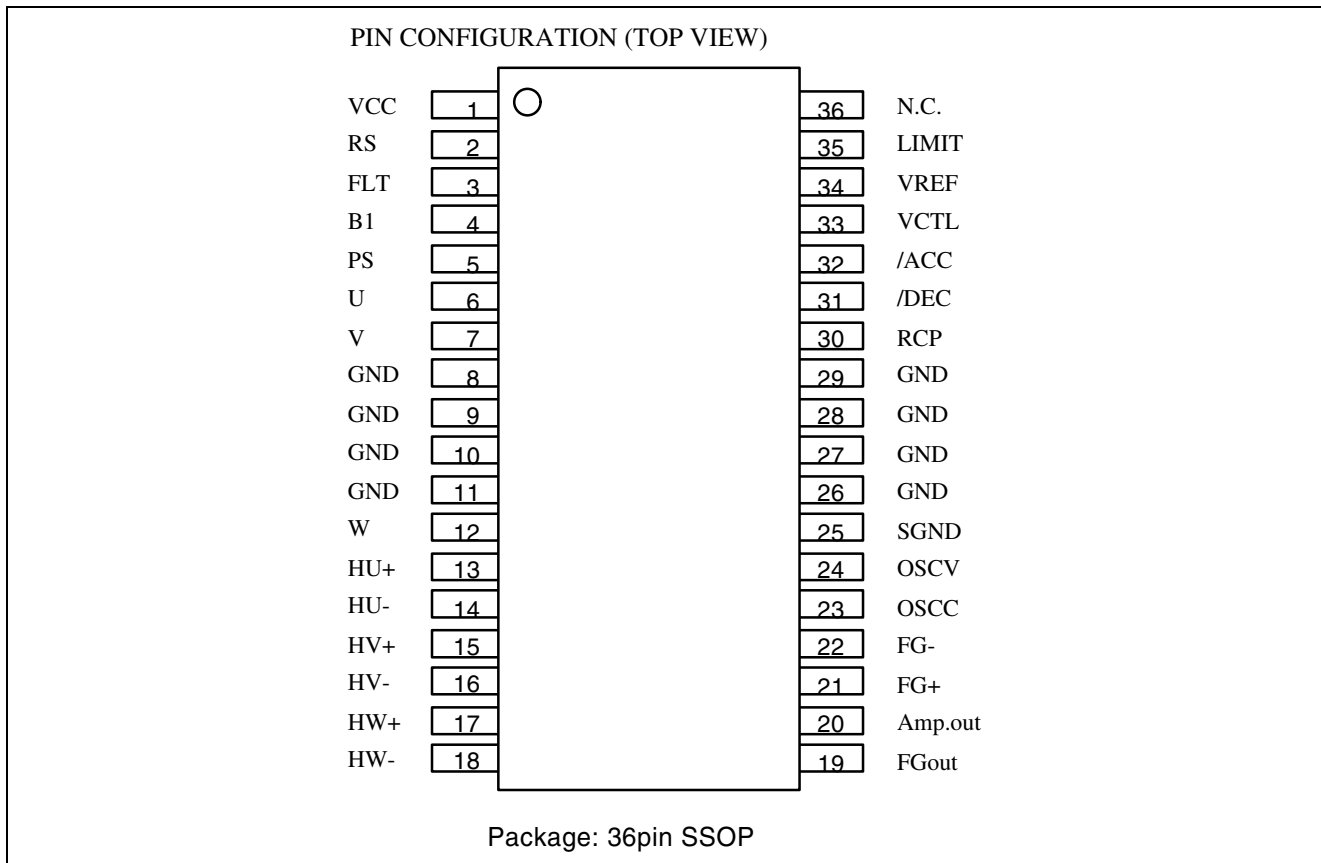 PIN CONFIGURATION (TOP VIEW)
VCC 1 36 N.C.
RS 2 35 LIMIT
FLT 3 34 VREF
B1 4 33 VCTL
PS 5 32 /ACC
U 6 31 /DEC
V 7 30 RCP
GND 8 29 GND
GND 9 28 GND
GND 10 27 GND
GND 11 26 GND
W 12 25 SGND
HU+ 13 24 OSCV
HU- 14 23 OSCC
HV+ 15 22 FG-
HV- 16 21 FG+
HW+ 17 20 Amp.out
HW- 18 19 FGout
Package: 36pin SSOP